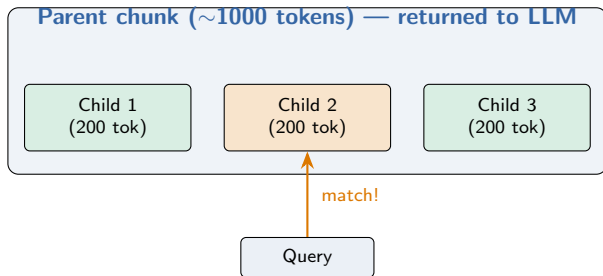 Parent chunk (∼1000 tokens) — returned to LLM
Child 1
(200 tok)
Child 2
(200 tok)
Child 3
(200 tok)
match!
Query